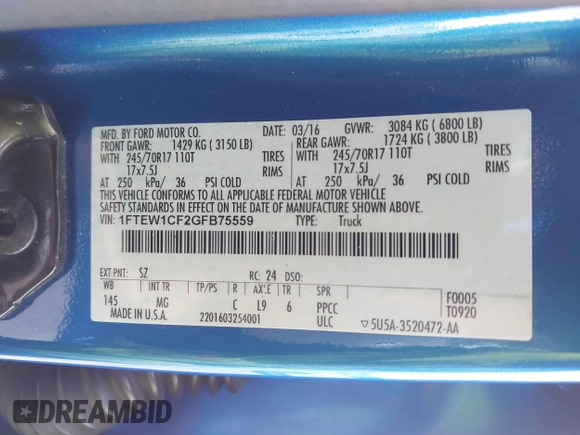 MFD. BY FORD MOTOR CO.
DATE: 03/16 GVWR: 3084 KG ( 6800 LB)
FRONT GAWR: 1429 KG ( 3150 LB) REAR GAWR: 1724 KG ( 3800 LB)
WITH 245/70R17 110T TIRES WITH 245/70R17 110T TIRES
17x7.5J RIMS 17x7.5J RIMS
AT 250 kPa/ 36 PSI COLD AT 250 kPa/ 36 PSI COLD
THIS VEHICLE CONFORMS TO ALL APPLICABLE FEDERAL MOTOR VEHICLE
SAFETY STANDARDS IN EFFECT ON THE DATE OF MANUFACTURE SHOWN ABOVE.
VIN: 1FTEW1CF2GFB75559 TYPE: Truck
EXT PNT: SZ RC: 24 DSO:
WB INT TR TP/PS R AXLE TR SPR
145 MG C L9 6 PPCC
F0005
T0920
MADE IN U.S.A. 2201603254001 ULC ▽5U5A-3520472-AA
DREAMBID